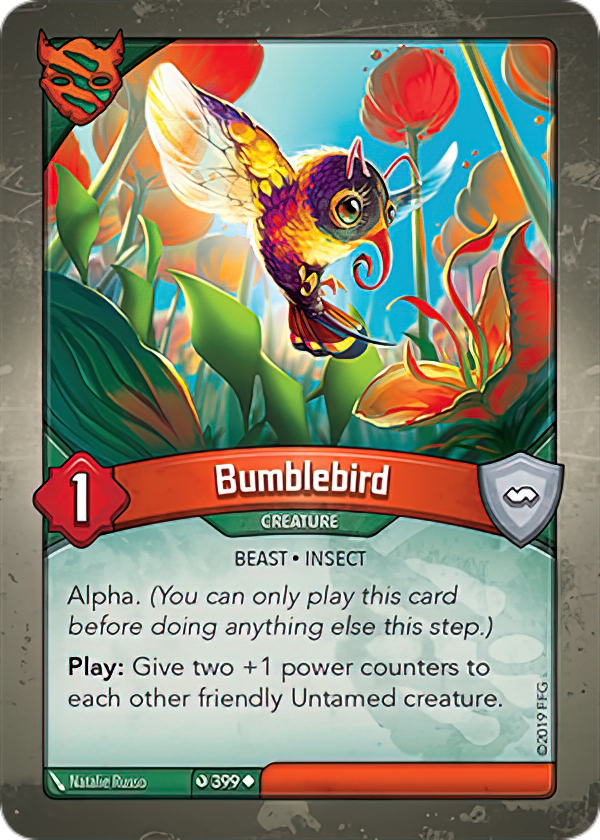 Bumblebird
1
CREATURE
BEAST • INSECT
Alpha. (You can only play this card
before doing anything else this step.)
Play: Give two +1 power counters to
each other friendly Untamed creature.
©2019 FFG
Natalie Russo
399